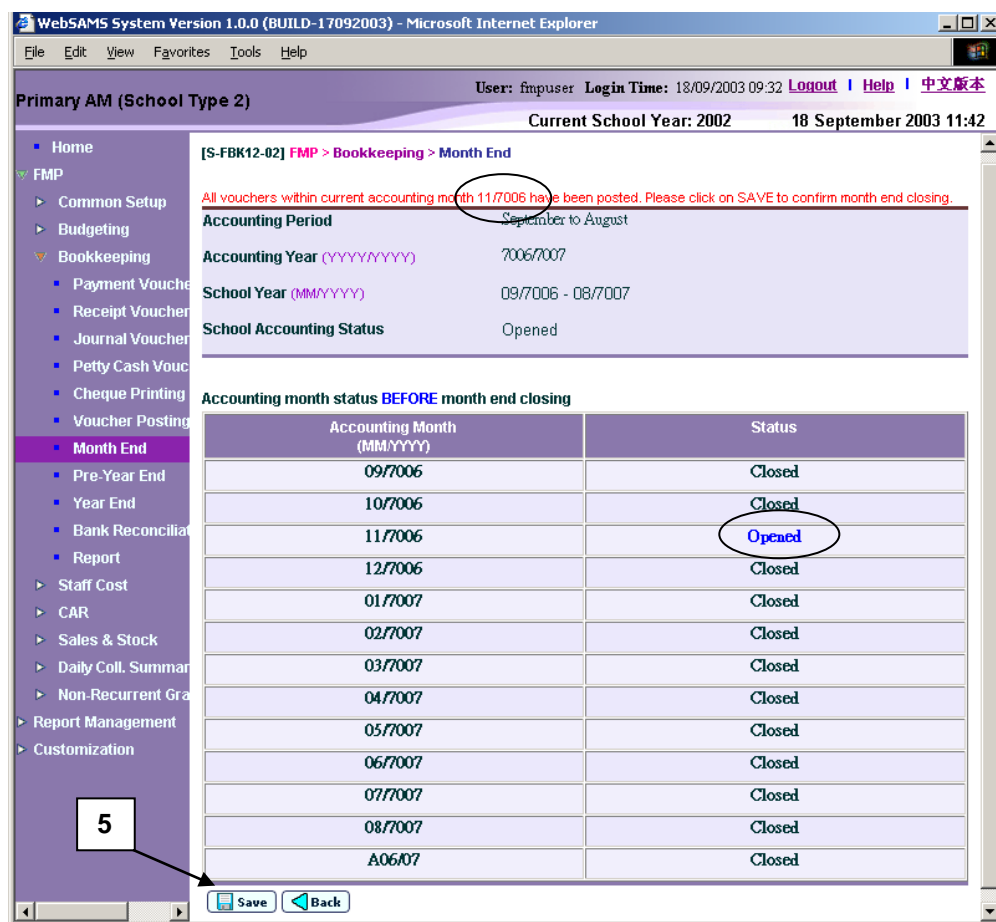 WebSAMS System Version 1.0.0 (BUILD-17092003) - Microsoft Internet Explorer
File Edit View Favorites Tools Help
Primary AM (School Type 2)
User: fmpuser Login Time: 18/09/2003 09:32 Logout | Help | 中文版本
Current School Year: 2002 18 September 2003 11:42
Home
FMP
Common Setup
Budgeting
Bookkeeping
Payment Vouche
Receipt Voucher
Journal Voucher
Petty Cash Vouc
Cheque Printing
Voucher Posting
Month End
Pre-Year End
Year End
Bank Reconciliat
Report
Staff Cost
CAR
Sales & Stock
Daily Coll. Summar
Non-Recurrent Gra
Report Management
Customization
5
[S-FBK12-02] FMP > Bookkeeping > Month End
All vouchers within current accounting month 11/7006 have been posted. Please click on SAVE to confirm month end closing.
Accounting Period September to August
Accounting Year (YYYY/YYYY) 7006/7007
School Year (MM/YYYY) 09/7006 - 08/7007
School Accounting Status Opened
Accounting month status BEFORE month end closing
Accounting Month (MM/YYYY) Status
09/7006 Closed
10/7006 Closed
11/7006 Opened
12/7006 Closed
01/7007 Closed
02/7007 Closed
03/7007 Closed
04/7007 Closed
05/7007 Closed
06/7007 Closed
07/7007 Closed
08/7007 Closed
A06/07 Closed
Save Back